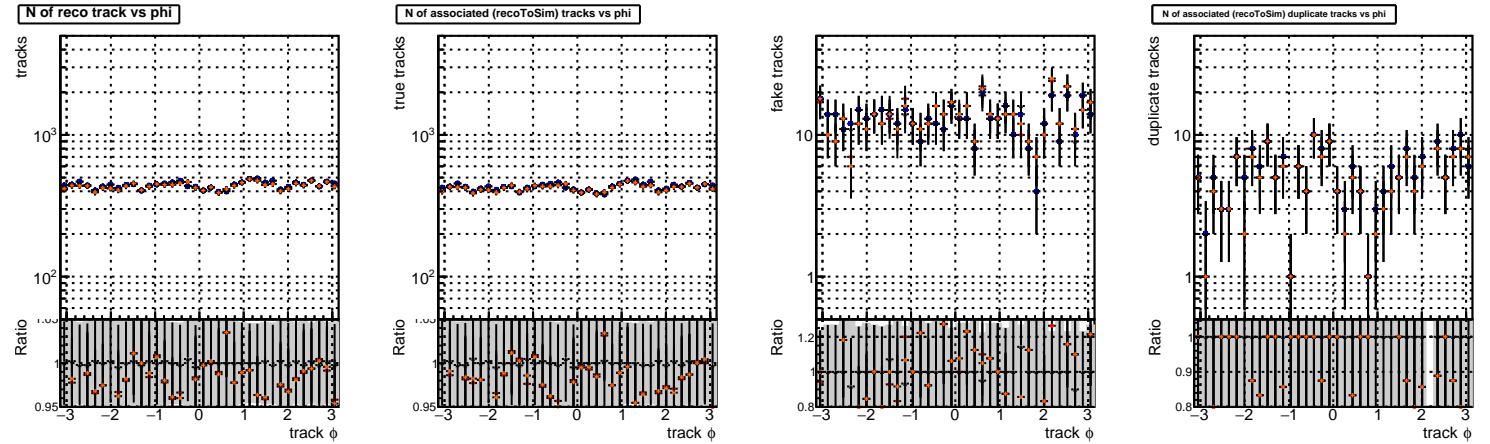 N of reco track vs phi
tracks
10³
10²
Ratio
1
0.95
−3 −2 −1 0 1 2 3
track ϕ
N of associated (recoToSim) tracks vs phi
true tracks
10³
10²
Ratio
1
0.95
−3 −2 −1 0 1 2 3
track ϕ
fake tracks
10
1
Ratio
1.2
1
0.8
−3 −2 −1 0 1 2 3
track ϕ
N of associated (recoToSim) duplicate tracks vs phi
duplicate tracks
10
1
Ratio
1
0.9
0.8
−3 −2 −1 0 1 2 3
track ϕ